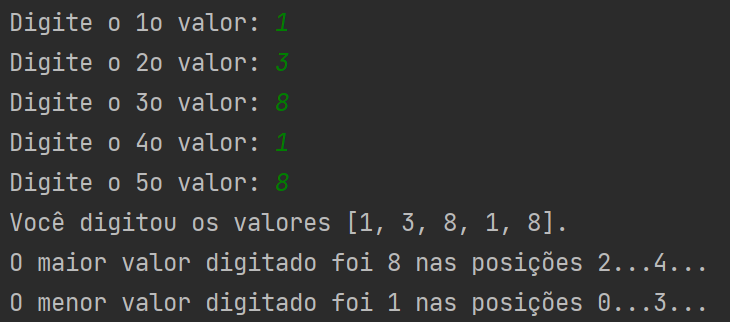 Digite o 1o valor: 1
Digite o 2o valor: 3
Digite o 3o valor: 8
Digite o 4o valor: 1
Digite o 5o valor: 8
Você digitou os valores [1, 3, 8, 1, 8].
O maior valor digitado foi 8 nas posições 2...4...
O menor valor digitado foi 1 nas posições 0...3...